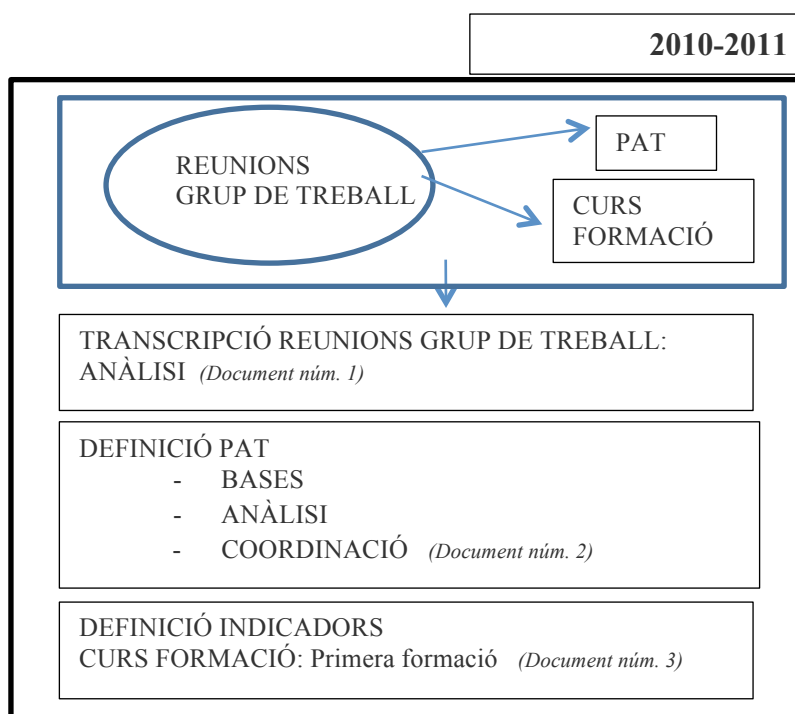 2010-2011
REUNIONS
GRUP DE TREBALL
PAT
CURS
FORMACIÓ
TRANSCRIPCIÓ REUNIONS GRUP DE TREBALL:
ANÀLISI (Document núm. 1)
DEFINICIÓ PAT
- BASES
- ANÀLISI
- COORDINACIÓ (Document núm. 2)
DEFINICIÓ INDICADORS
CURS FORMACIÓ: Primera formació (Document núm. 3)